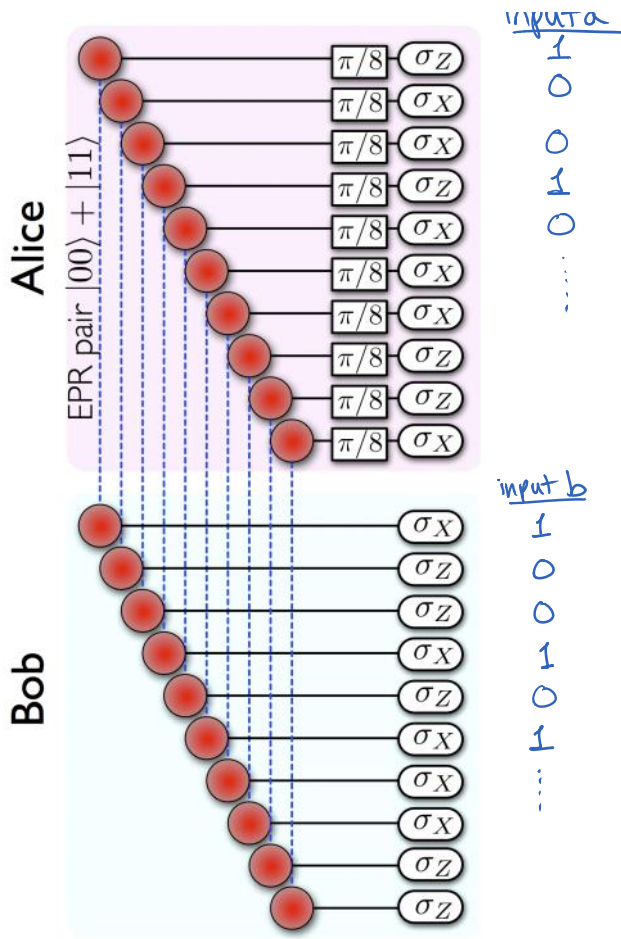 input a
π/8 σZ 1
π/8 σX 0
π/8 σX 0
π/8 σZ 1
π/8 σX 0
π/8 σX
π/8 σX
π/8 σZ
π/8 σZ
π/8 σX
Alice
EPR pair |00⟩ + |11⟩
input b
σX 1
σZ 0
σZ 0
σX 1
σZ 0
σX 1
σX
σX
σZ
σZ
Bob